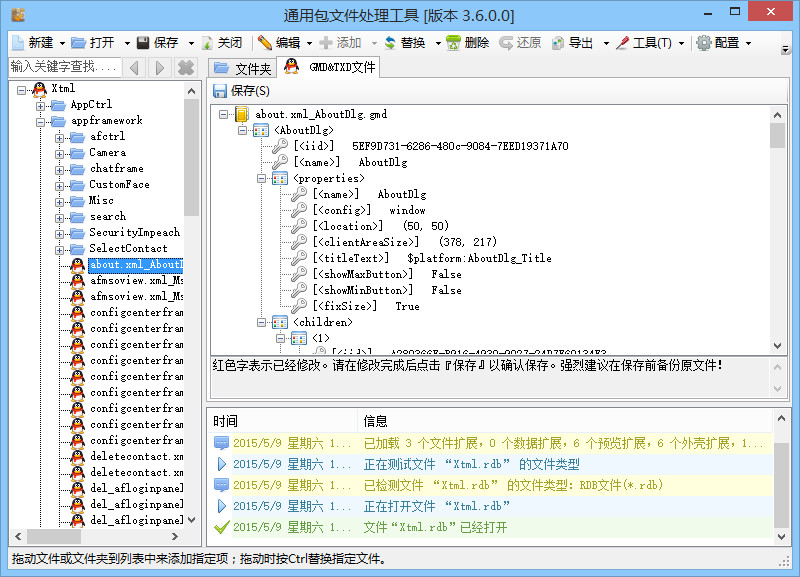 通用包文件处理工具 [版本 3.6.0.0]
新建 打开 保存 关闭 编辑 添加 替换 删除 还原 导出 工具(T) 配置
输入关键字查找....
文件夹 GMD&TXD文件
保存(S)
Xtml
AppCtrl
appframework
afctrl
Camera
chatframe
CustomFace
Misc
search
SecurityImpeach
SelectContact
about.xml_About
afmsoview.xml_Ms
afmsoview.xml_Ms
configcenterfram
configcenterfram
configcenterfram
configcenterfram
configcenterfram
configcenterfram
configcenterfram
configcenterfram
configcenterfram
deletecontact.xm
deletecontact.xm
del_afloginpanel
del_afloginpanel
del_afloginpanel
about.xml_AboutDlg.gmd
<AboutDlg>
[<iid>] 5EF9D731-6286-480c-9084-7EED19371A70
[<name>] AboutDlg
<properties>
[<name>] AboutDlg
[<config>] window
[<location>] (50, 50)
[<clientAreaSize>] (378, 217)
[<titleText>] $platform:AboutDlg_Title
[<showMaxButton>] False
[<showMinButton>] False
[<fixSize>] True
<children>
<1>
红色字表示已经修改。请在修改完成后点击『保存』以确认保存。强烈建议在保存前备份原文件！
时间 信息
2015/5/9 星期六 1... 已加载 3 个文件扩展，0 个数据扩展，6 个预览扩展，6 个外壳扩展，1...
2015/5/9 星期六 1... 正在测试文件 “Xtml.rdb” 的文件类型
2015/5/9 星期六 1... 已检测文件 “Xtml.rdb” 的文件类型：RDB文件(*.rdb)
2015/5/9 星期六 1... 正在打开文件 “Xtml.rdb”
2015/5/9 星期六 1... 文件“Xtml.rdb”已经打开
拖动文件或文件夹到列表中来添加指定项；拖动时按Ctrl替换指定文件。